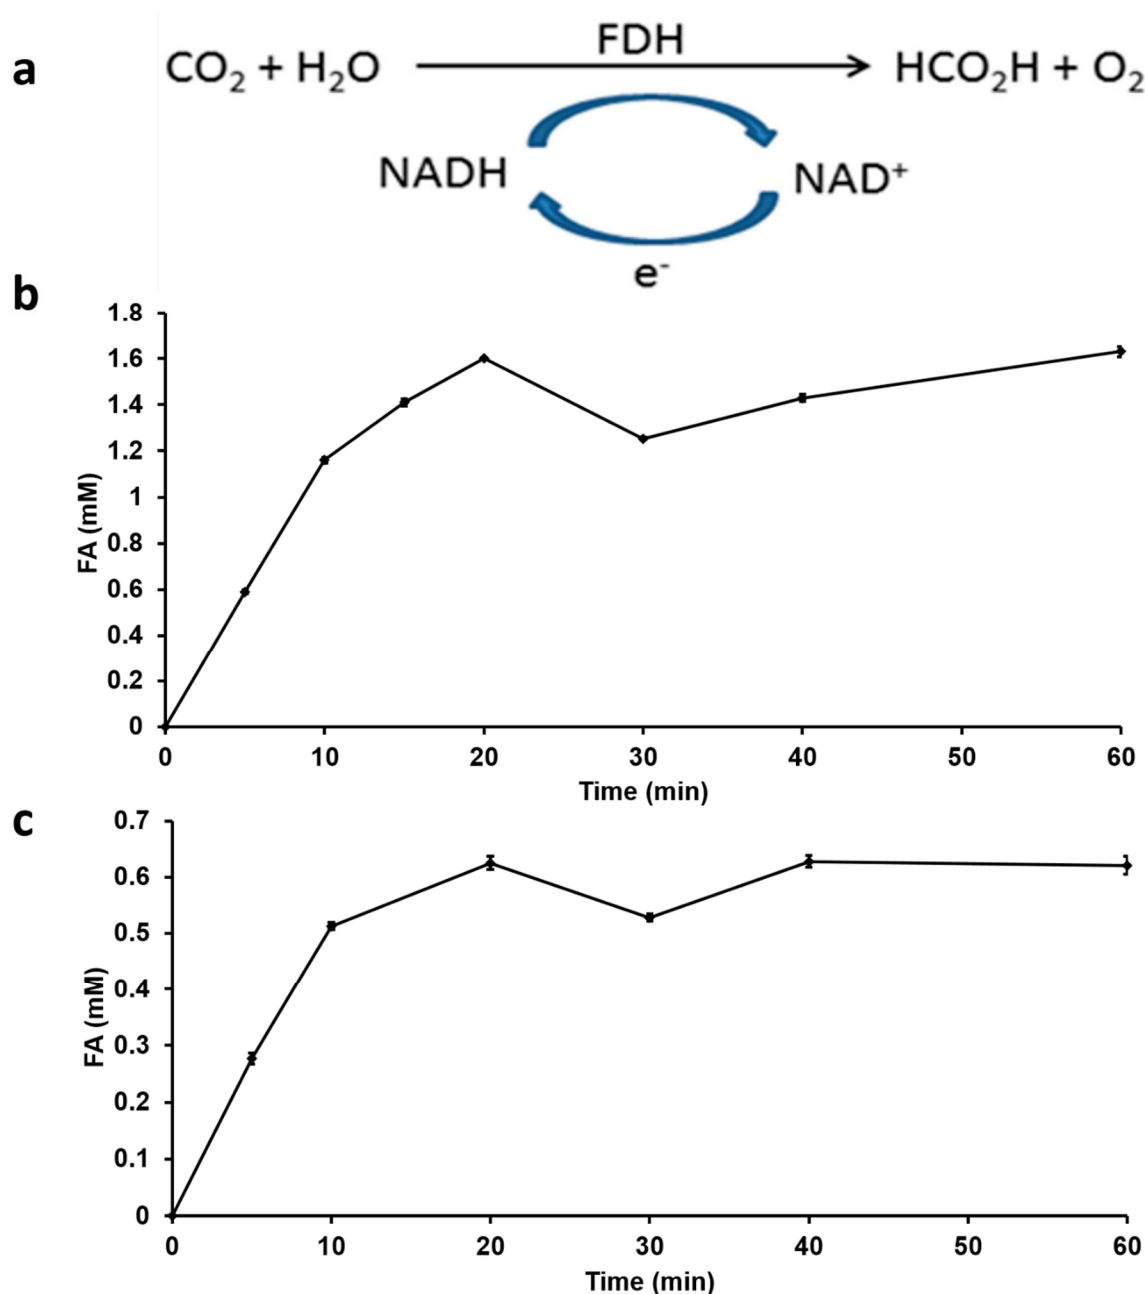 a
CO₂ + H₂O FDH HCO₂H + O₂
NADH NAD⁺
e⁻
b
1.8
1.6
1.4
1.2
1
0.8
0.6
0.4
0.2
0
FA (mM)
0 10 20 30 40 50 60
Time (min)
c
0.7
0.6
0.5
0.4
0.3
0.2
0.1
0
FA (mM)
0 10 20 30 40 50 60
Time (min)